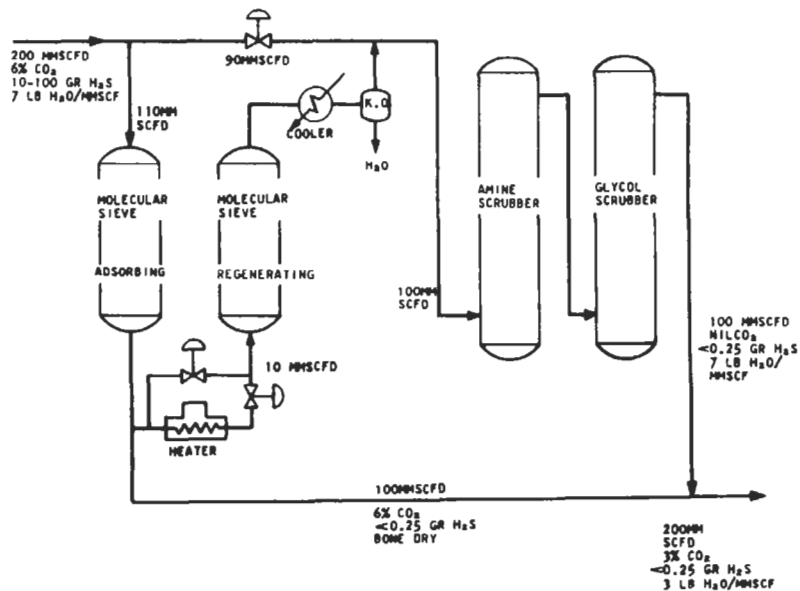 200 MMSCFD
6% CO₂
10-100 GR H₂S
7 LB H₂O/MMSCF
90MMSCFD
110MM
SCFD
COOLER
K.O
H₂O
MOLECULAR
SIEVE
ADSORBING
MOLECULAR
SIEVE
REGENERATING
AMINE
SCRUBBER
GLYCOL
SCRUBBER
100MM
SCFD
10 MMSCFD
HEATER
100 MMSCFD
NILCO₂
<0.25 GR H₂S
7 LB H₂O/
MMSCF
100MMSCFD
6% CO₂
<0.25 GR H₂S
BONE DRY
200MM
SCFD
3% CO₂
<0.25 GR H₂S
3 LB H₂O/MMSCF